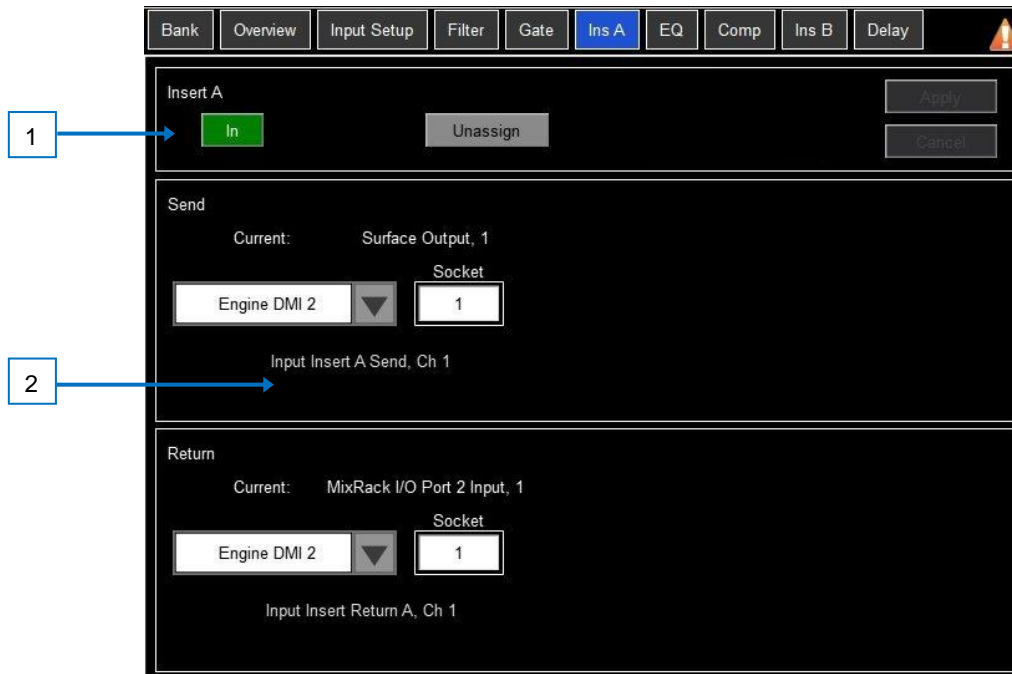 Bank Overview Input Setup Filter Gate Ins A EQ Comp Ins B Delay
Insert A
Apply
1
In Unassign
Cancel
Send
Current: Surface Output, 1
Socket
Engine DMI 2 1
Input Insert A Send, Ch 1
2
Return
Current: MixRack I/O Port 2 Input, 1
Socket
Engine DMI 2 1
Input Insert Return A, Ch 1